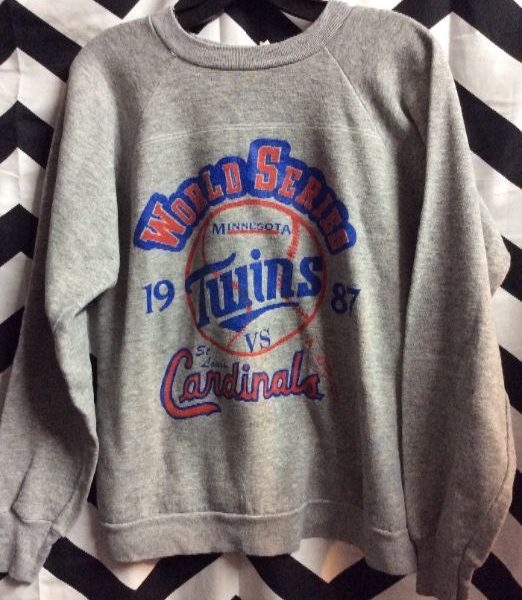 WORLD SERIES
MINNESOTA
Twins
19 87
VS
St. Louis
Cardinals